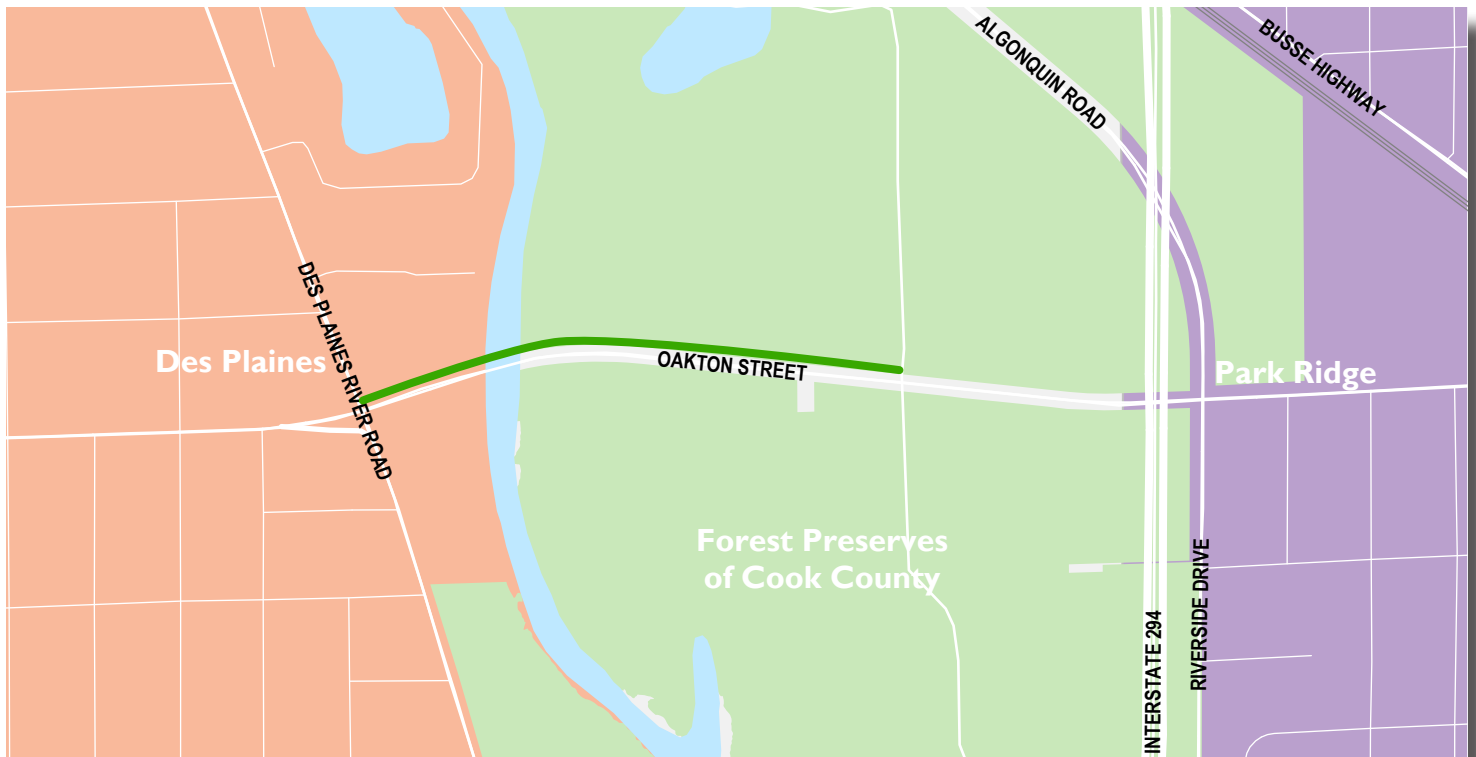 ALGONQUIN ROAD
BUSSE HIGHWAY
DES PLAINES RIVER ROAD
Des Plaines
OAKTON STREET
Park Ridge
Forest Preserves
of Cook County
INTERSTATE 294
RIVERSIDE DRIVE